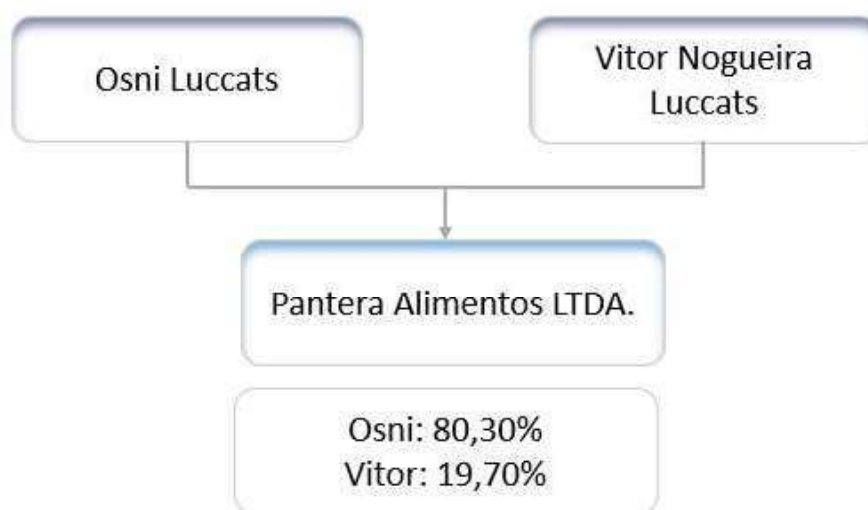 Osni Luccats
Vitor Nogueira
Luccats
Pantera Alimentos LTDA.
Osni: 80,30%
Vitor: 19,70%